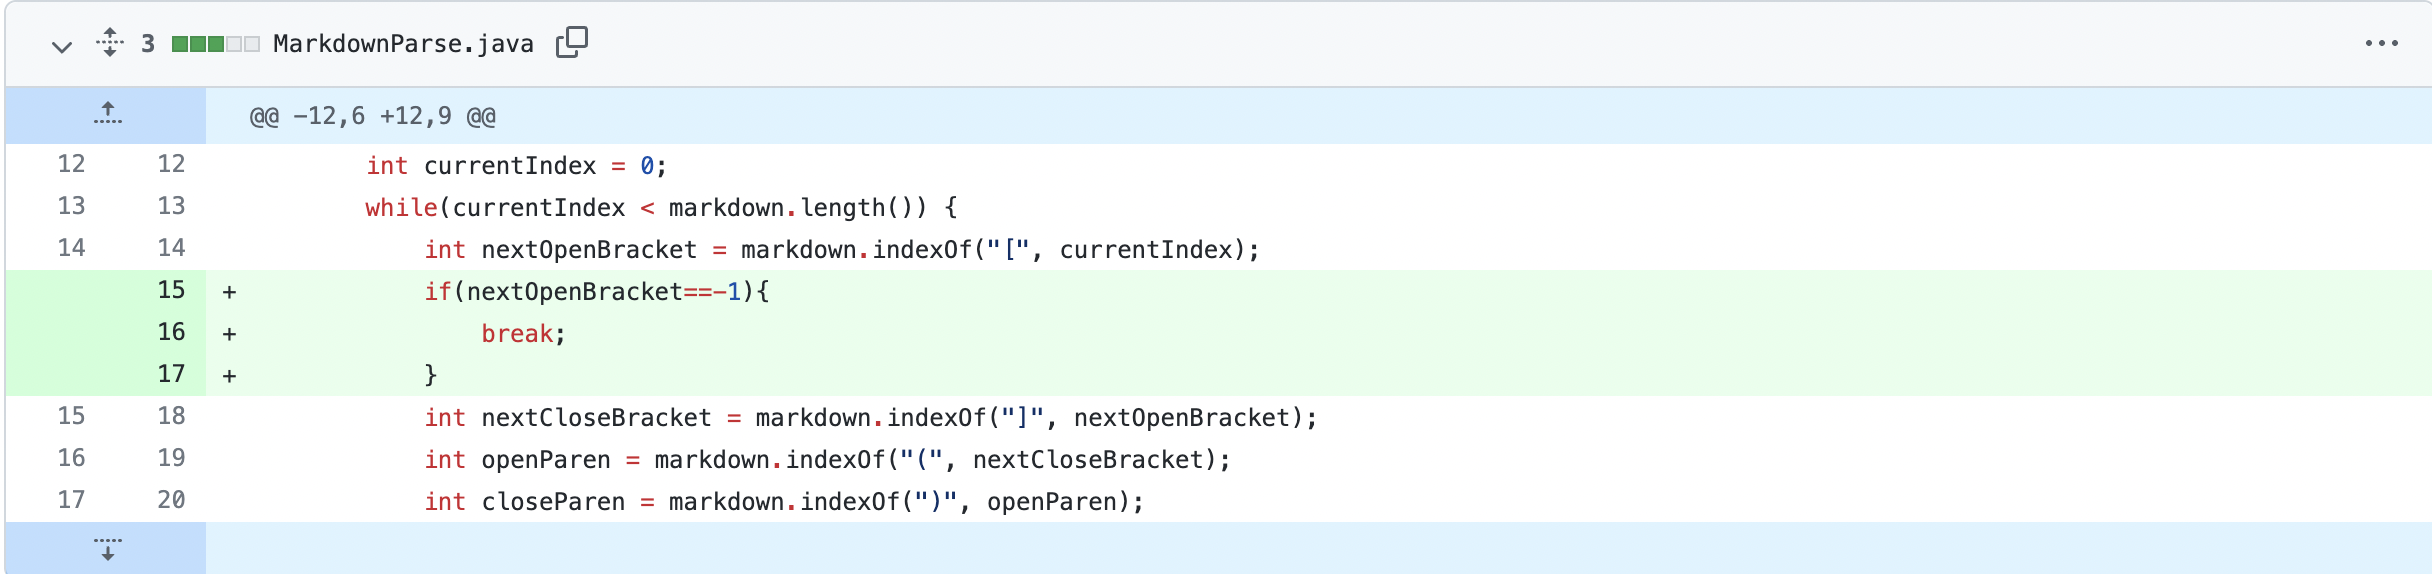 3 MarkdownParse.java
@@ -12,6 +12,9 @@
12 12 int currentIndex = 0;
13 13 while(currentIndex < markdown.length()) {
14 14 int nextOpenBracket = markdown.indexOf("[", currentIndex);
15 + if(nextOpenBracket==-1){
16 + break;
17 + }
15 18 int nextCloseBracket = markdown.indexOf("]", nextOpenBracket);
16 19 int openParen = markdown.indexOf("(", nextCloseBracket);
17 20 int closeParen = markdown.indexOf(")", openParen);